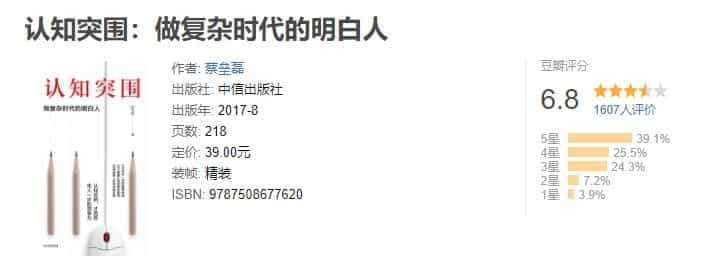 认知突围：做复杂时代的明白人
认知突围
做复杂时代的明白人
作者: 蔡垒磊
出版社: 中信出版社
出版年: 2017-8
页数: 218
定价: 39.00元
装帧: 精装
ISBN: 9787508677620
豆瓣评分
6.8
1607人评价
5星 39.1%
4星 25.5%
3星 24.3%
2星 7.2%
1星 3.9%